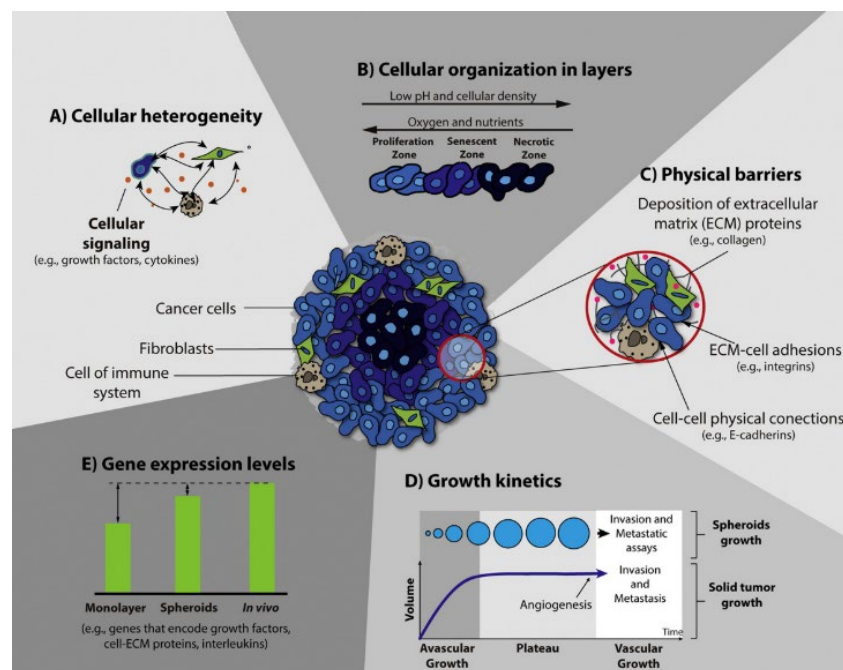 A) Cellular heterogeneity
*
Cellular
signaling
(e.g., growth factors, cytokines)
B) Cellular organization in layers
Low pH and cellular density
Oxygen and nutrients
Proliferation Zone
Senescent Zone
Necrotic Zone
C) Physical barriers
Deposition of extracellular
matrix (ECM) proteins
(e.g., collagen)
ECM-cell adhesions
(e.g., integrins)
Cell-cell physical conections
(e.g., E-cadherins)
Cancer cells
Fibroblasts
Cell of immune
system
E) Gene expression levels
Monolayer Spheroids In vivo
(e.g., genes that encode growth factors,
cell-ECM proteins, interleukins)
D) Growth kinetics
Invasion and
Metastatic
assays
Spheroids
growth
Volume
Angiogenesis
Invasion
and
Metastasis
Solid tumor
growth
Time
Avascular
Growth
Plateau
Vascular
Growth